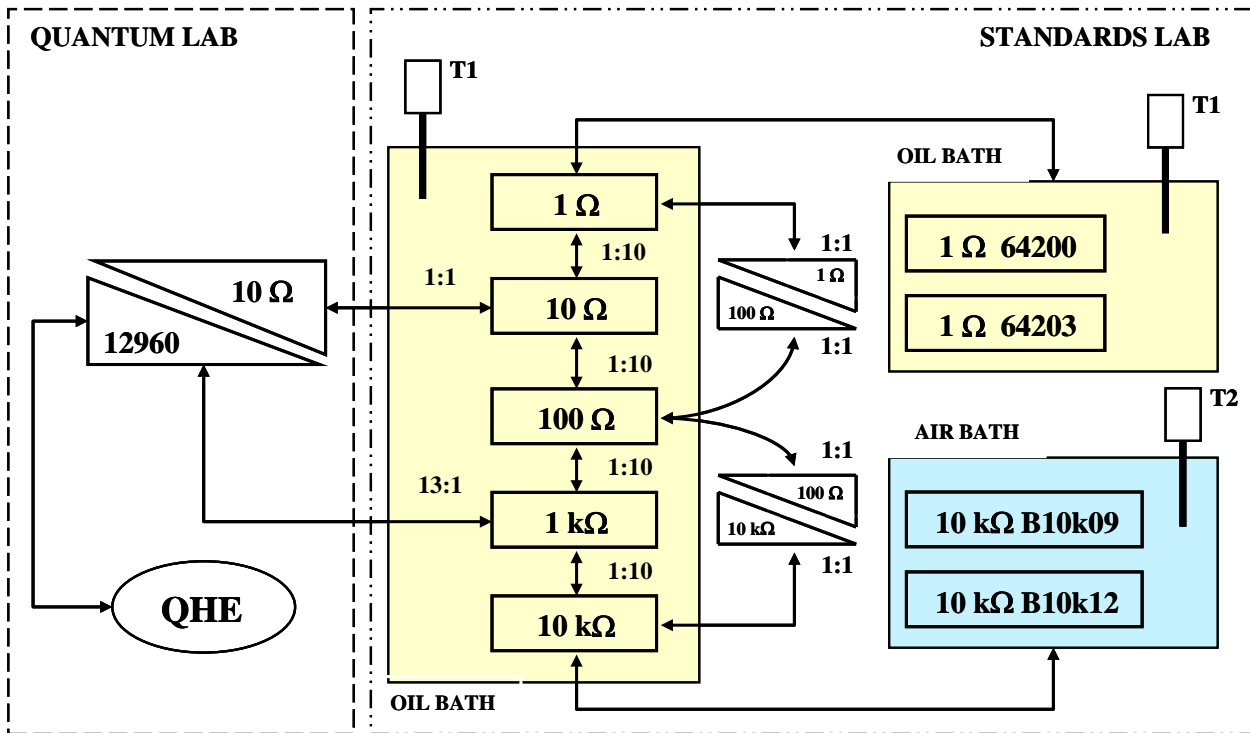 QUANTUM LAB
STANDARDS LAB
T1
T1
OIL BATH
1 Ω
1:10
1:1
1 Ω
100 Ω
1:1
1 Ω 64200
1 Ω 64203
10 Ω
12960
1:1
10 Ω
1:10
100 Ω
T2
AIR BATH
1:10
1:1
100 Ω
10 kΩ
1:1
13:1
1 kΩ
10 kΩ B10k09
1:10
10 kΩ B10k12
QHE
10 kΩ
OIL BATH